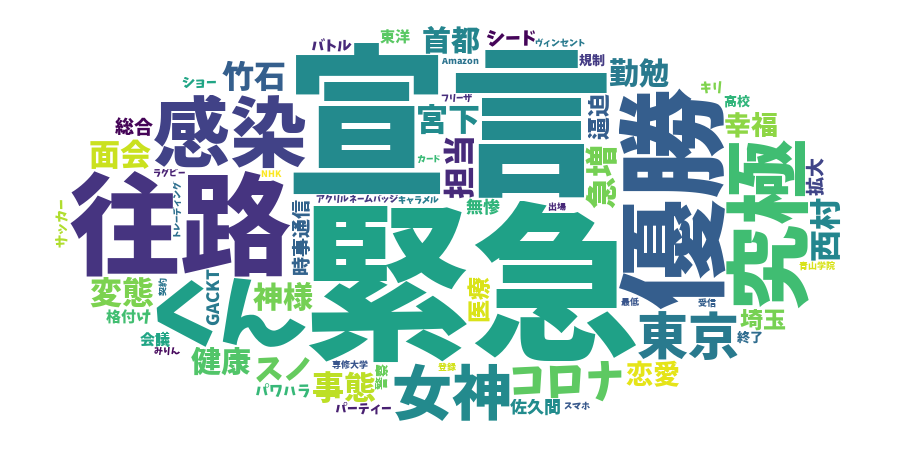 バトル
東洋
首都
シード
ヴィンセント
ショー
竹石
宣言
Amazon
規制
勤勉
キリ
フリーザ
高校
総合
感染
宮下
逼迫
優勝
幸福
面会
ラグビー
NHK
カード
担当
急増
究極
拡大
往路
トレーディング
アクリルネームバッジ
キャラメル
無惨
出場
サッカー
時事通信
緊急
西村
青山学院
変態
契約
くん
GACKT
神様
医療
最低
受信
格付け
埼玉
会議
みりん
東京
終了
健康
スノ
専修大学
登録
コロナ
恋愛
パワハラ
事態
女神
パーティー
佐久間
スマホ